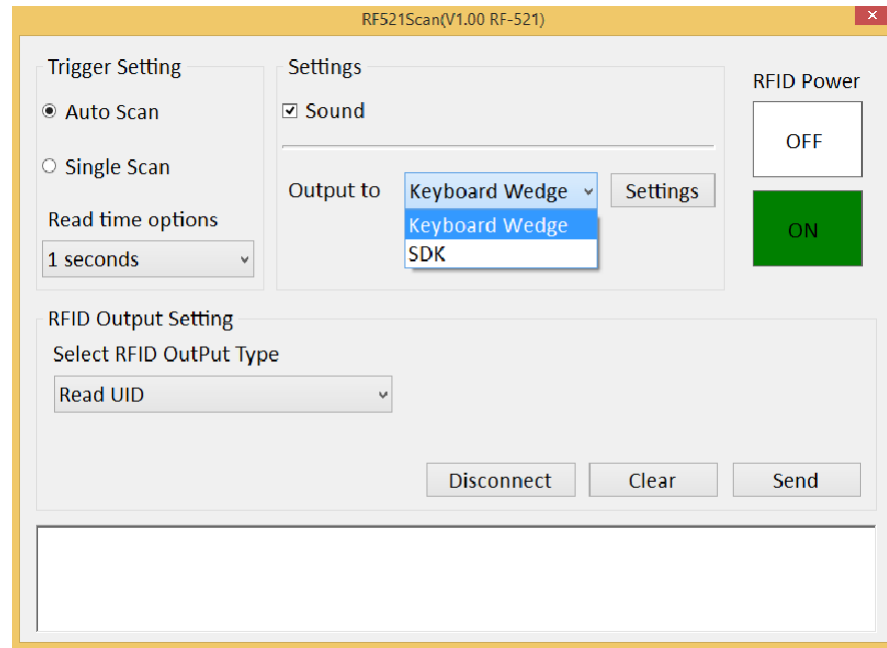 RF521Scan(V1.00 RF-521)
Trigger Setting
Auto Scan
Single Scan
Read time options
1 seconds
Settings
Sound
Output to
Keyboard Wedge
Settings
Keyboard Wedge
SDK
RFID Power
OFF
ON
RFID Output Setting
Select RFID OutPut Type
Read UID
Disconnect
Clear
Send